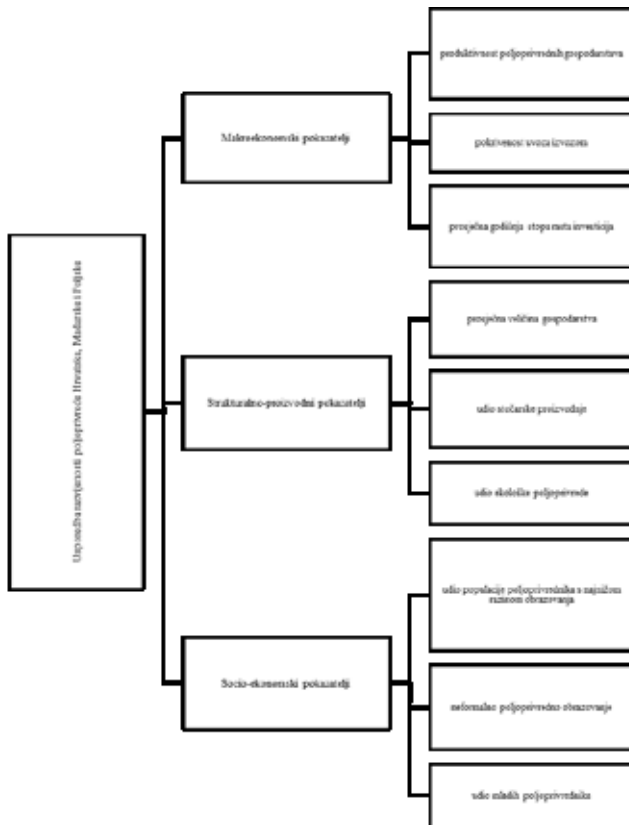 Usporedba razvijenosti poljoprivrede Hrvatske, Mađarske i Poljske
Makroekonomski pokazatelji
produktivnost poljoprivrednih gospodarstava
pokrivenost uvoza izvozom
prosječna godišnja stopa rasta investicija
Strukturalno-proizvodni pokazatelji
prosječna veličina gospodarstva
udio stočarske proizvodnje
udio ekološke poljoprivrede
Socio-ekonomski pokazatelji
udio populacije poljoprivrednika s najnižom
razinom obrazovanja
neformalno poljoprivredno obrazovanje
udio mladih poljoprivrednika